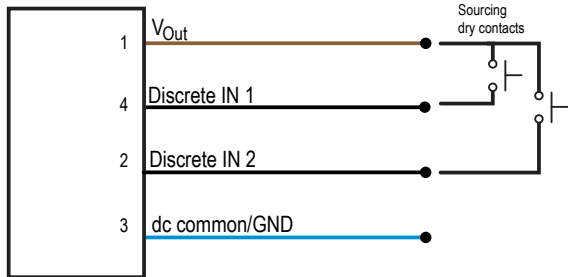 Sourcing
dry contacts
1 VOut
4 Discrete IN 1
2 Discrete IN 2
3 dc common/GND